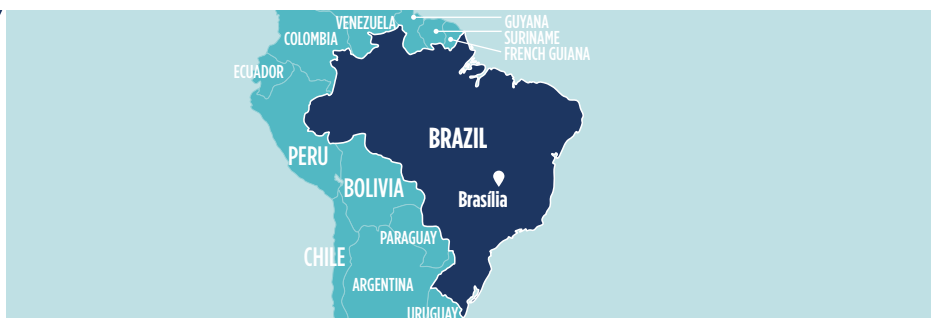 VENEZUELA
GUYANA
SURINAME
FRENCH GUIANA
COLOMBIA
ECUADOR
BRAZIL
PERU
BOLIVIA
Brasília
PARAGUAY
CHILE
ARGENTINA
URUGUAY